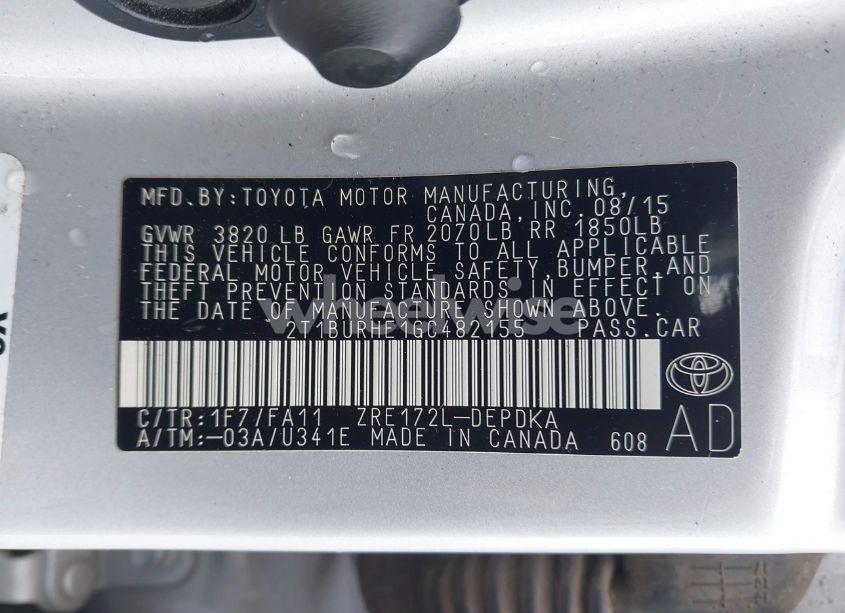 MFD. BY: TOYOTA MOTOR MANUFACTURING,
CANADA, INC. 08/15
GVWR 3820 LB GAWR FR 2070LB RR 1850LB
THIS VEHICLE CONFORMS TO ALL APPLICABLE
FEDERAL MOTOR VEHICLE SAFETY, BUMPER, AND
THEFT PREVENTION STANDARDS IN EFFECT ON
THE DATE OF MANUFACTURE SHOWN ABOVE.
wheelwise
2T1BURHE1GC482155 PASS. CAR
C/TR: 1F7/FA11 ZRE172L-DEPDKA
A/TM: -03A/U341E MADE IN CANADA 608
AD